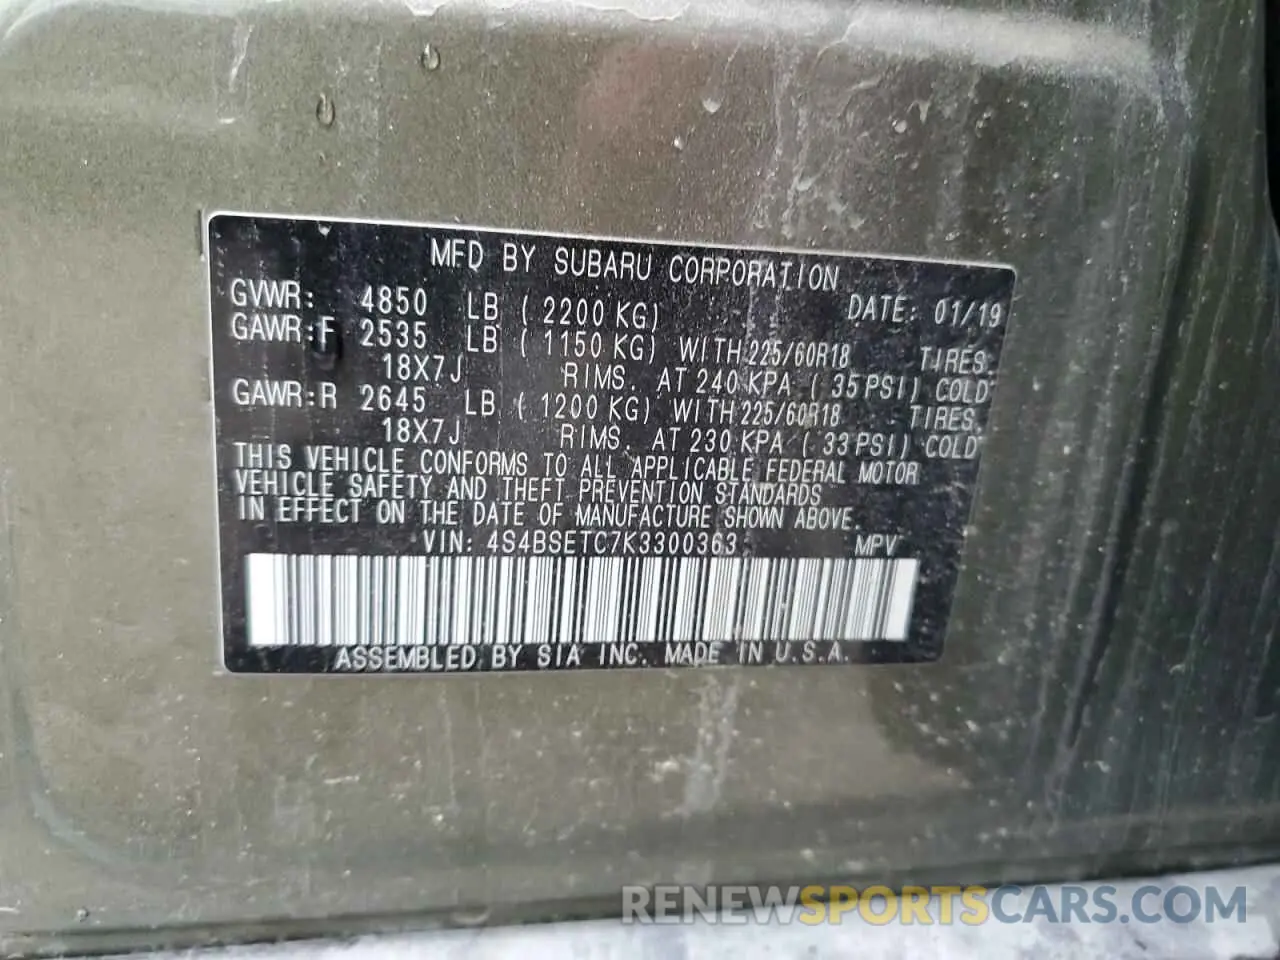 MFD BY SUBARU CORPORATION
GVWR: 4850 LB ( 2200 KG) DATE: 01/19
GAWR:F 2535 LB ( 1150 KG) WITH 225/60R18 TIRES.
18X7J RIMS. AT 240 KPA ( 35 PSI) COLD
GAWR:R 2645 LB ( 1200 KG) WITH 225/60R18 TIRES.
18X7J RIMS. AT 230 KPA ( 33 PSI) COLD
THIS VEHICLE CONFORMS TO ALL APPLICABLE FEDERAL MOTOR
VEHICLE SAFETY AND THEFT PREVENTION STANDARDS
IN EFFECT ON THE DATE OF MANUFACTURE SHOWN ABOVE.
VIN: 4S4BSETC7K3300363 MPV
ASSEMBLED BY SIA INC. MADE IN U.S.A.
RENEWSPORTSCARS.COM